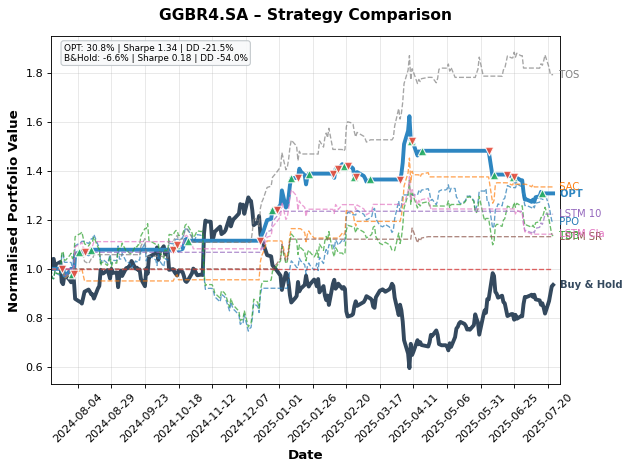 GGBR4.SA – Strategy Comparison
OPT: 30.8% | Sharpe 1.34 | DD -21.5%
B&Hold: -6.6% | Sharpe 0.18 | DD -54.0%
Normalised Portfolio Value
1.8
1.6
1.4
1.2
1.0
0.8
0.6
TOS
SAC
OPT
LSTM 10
PPO
Buy & Hold
2024-08-04
2024-08-29
2024-09-23
2024-10-18
2024-11-12
2024-12-07
2025-01-01
2025-01-26
2025-02-20
2025-03-17
2025-04-11
2025-05-06
2025-05-31
2025-06-25
2025-07-20
Date